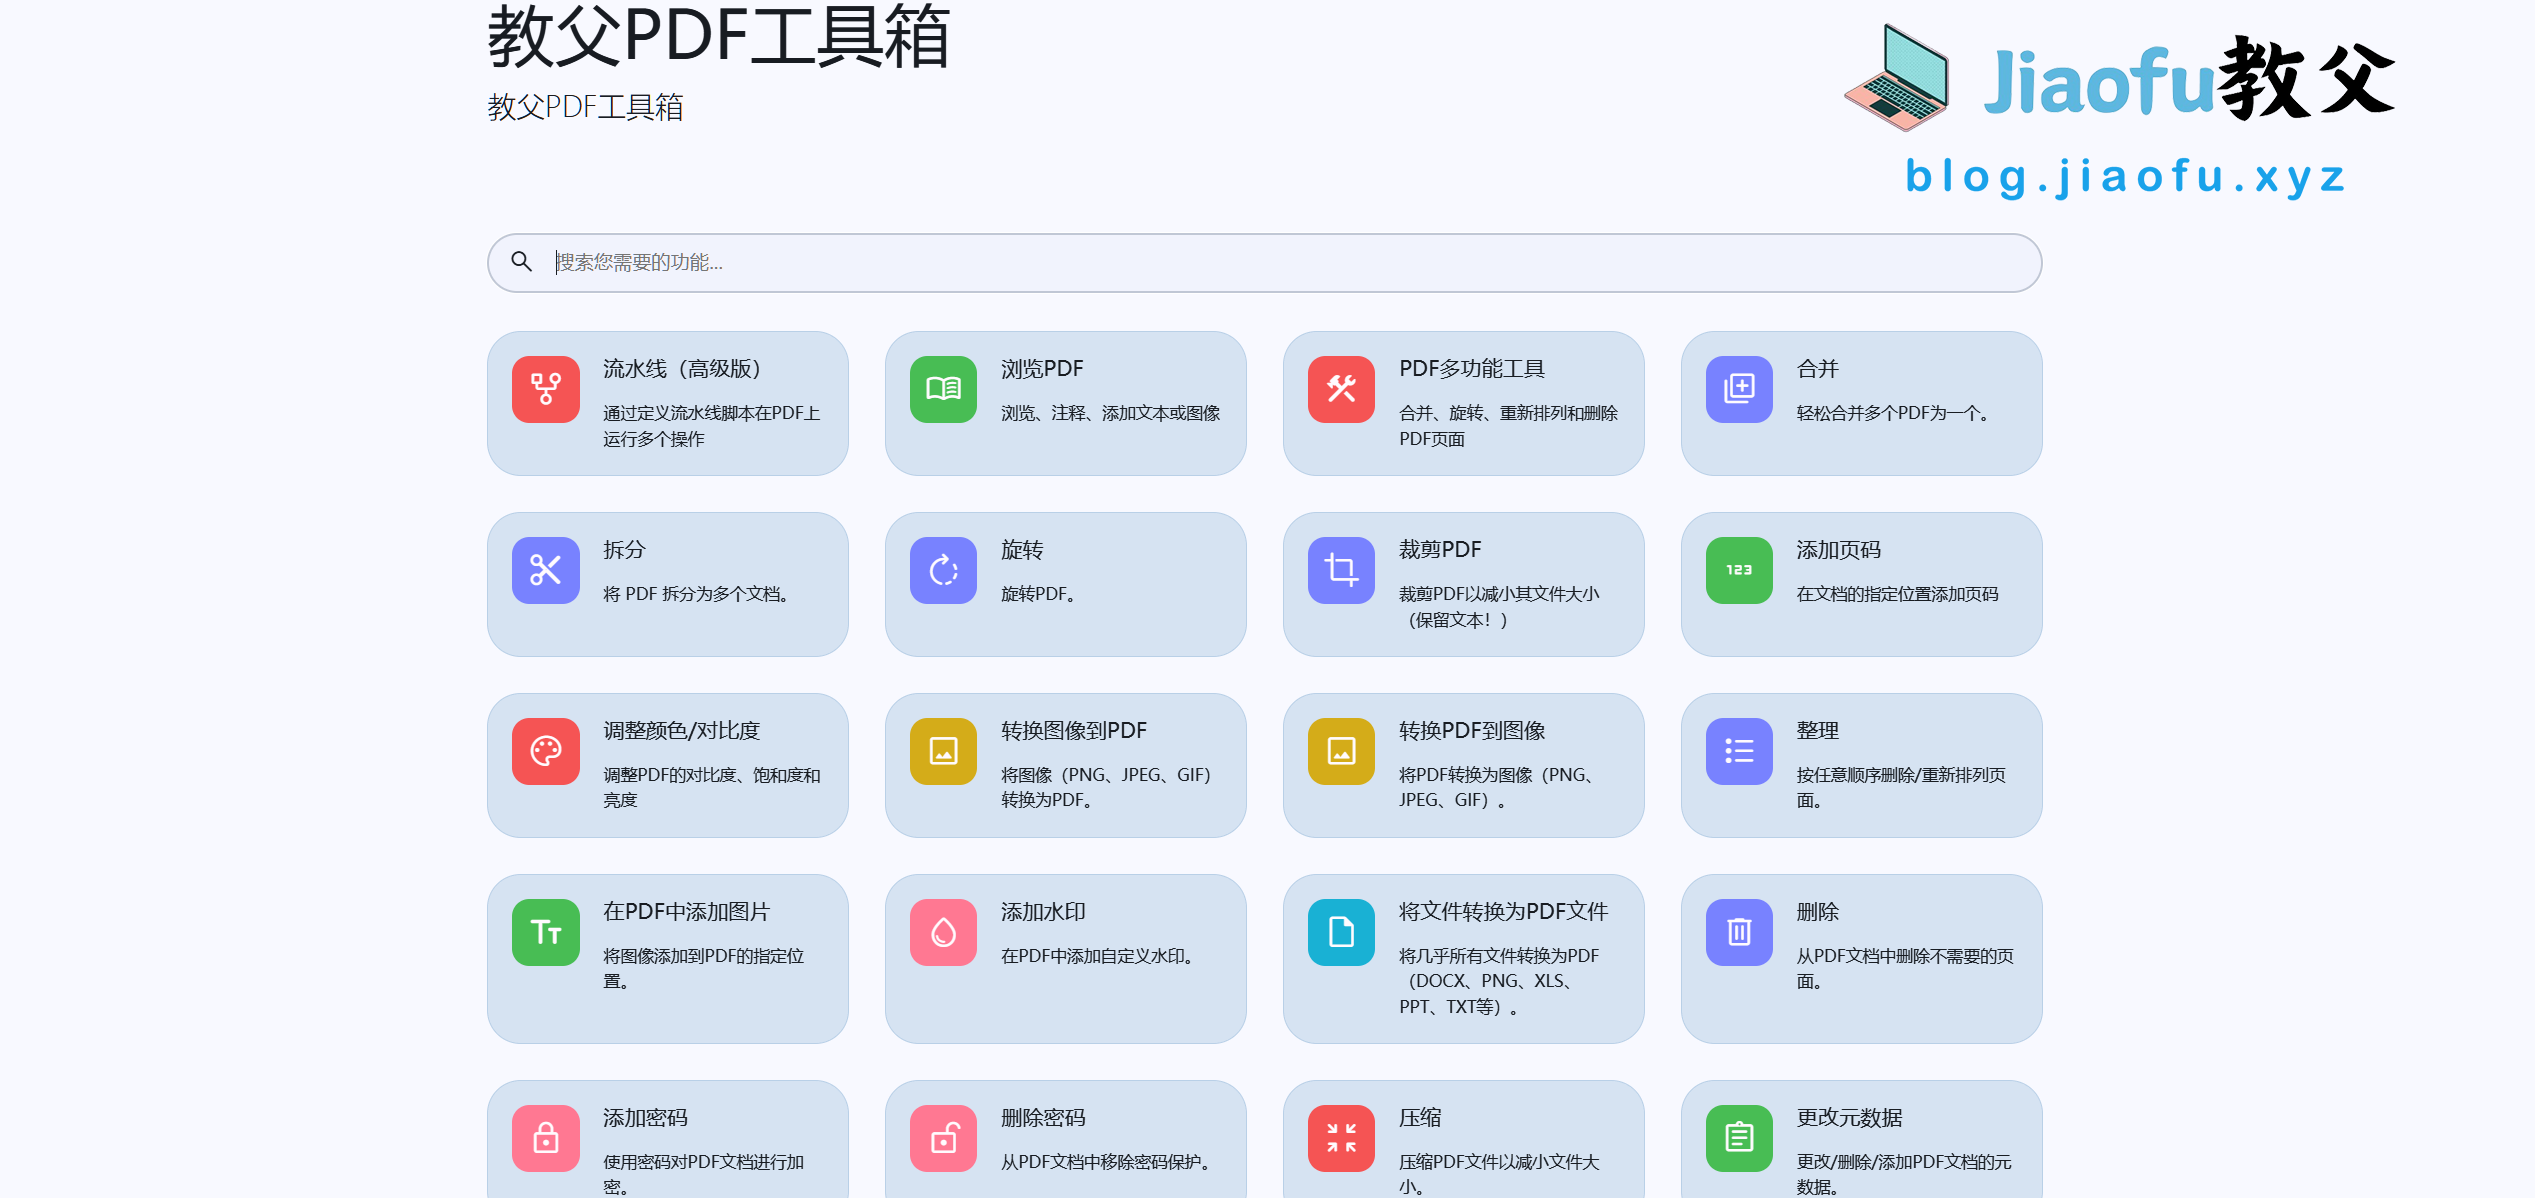 教父PDF工具箱
教父PDF工具箱
Jiaofu教父
blog.jiaofu.xyz
搜索您需要的功能...
流水线（高级版）
通过定义流水线脚本在PDF上
运行多个操作
浏览PDF
浏览、注释、添加文本或图像
PDF多功能工具
合并、旋转、重新排列和删除
PDF页面
合并
轻松合并多个PDF为一个。
拆分
将 PDF 拆分为多个文档。
旋转
旋转PDF。
裁剪PDF
裁剪PDF以减小其文件大小
（保留文本！）
123
添加页码
在文档的指定位置添加页码
调整颜色/对比度
调整PDF的对比度、饱和度和
亮度
转换图像到PDF
将图像（PNG、JPEG、GIF）
转换为PDF。
转换PDF到图像
将PDF转换为图像（PNG、
JPEG、GIF）。
整理
按任意顺序删除/重新排列页
面。
TT
在PDF中添加图片
将图像添加到PDF的指定位
置。
添加水印
在PDF中添加自定义水印。
将文件转换为PDF文件
将几乎所有文件转换为PDF
（DOCX、PNG、XLS、
PPT、TXT等）。
删除
从PDF文档中删除不需要的页
面。
添加密码
使用密码对PDF文档进行加
密。
删除密码
从PDF文档中移除密码保护。
压缩
压缩PDF文件以减小文件大
小。
更改元数据
更改/删除/添加PDF文档的元
数据。